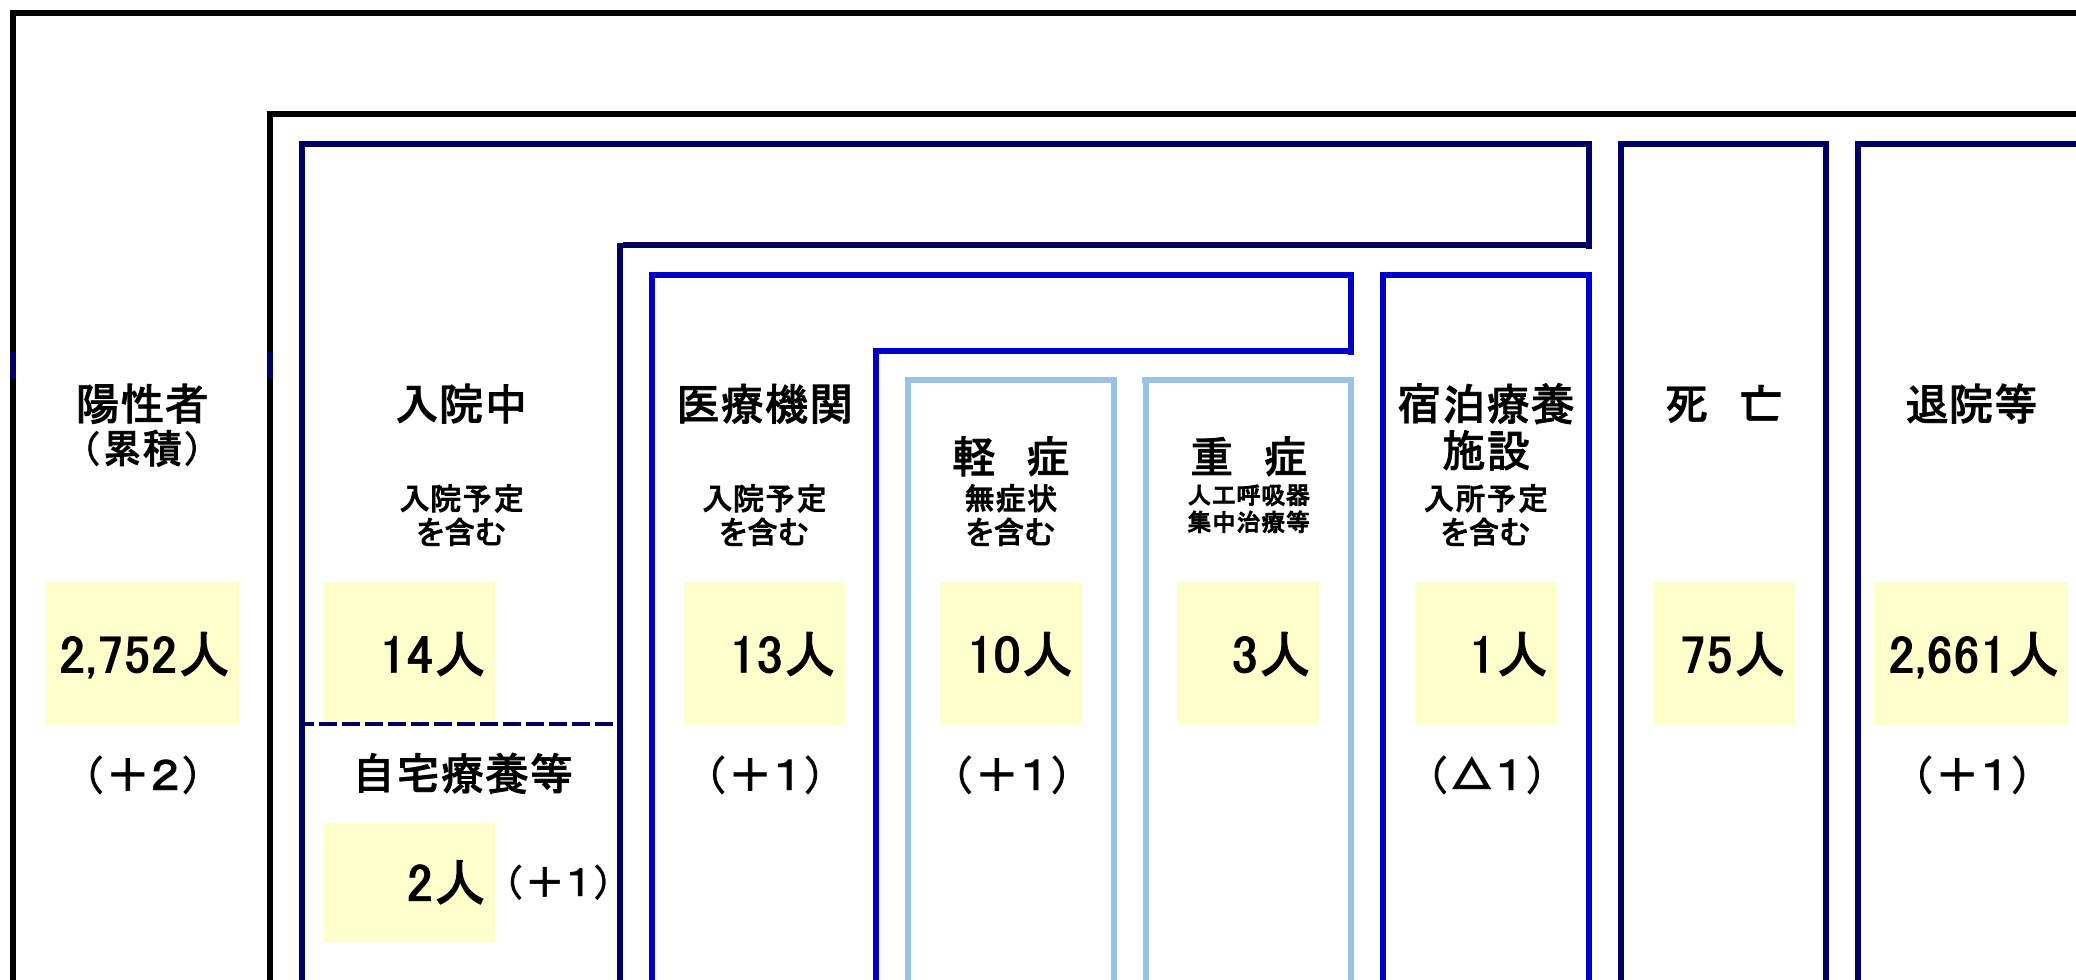 陽性者
（累積）
2,752人
（＋2）
入院中
入院予定
を含む
14人
自宅療養等
2人（＋1）
医療機関
入院予定
を含む
13人
（＋1）
軽　症
無症状
を含む
10人
（＋1）
重　症
人工呼吸器
集中治療等
3人
宿泊療養
施設
入所予定
を含む
1人
（△1）
死　亡
75人
退院等
2,661人
（＋1）